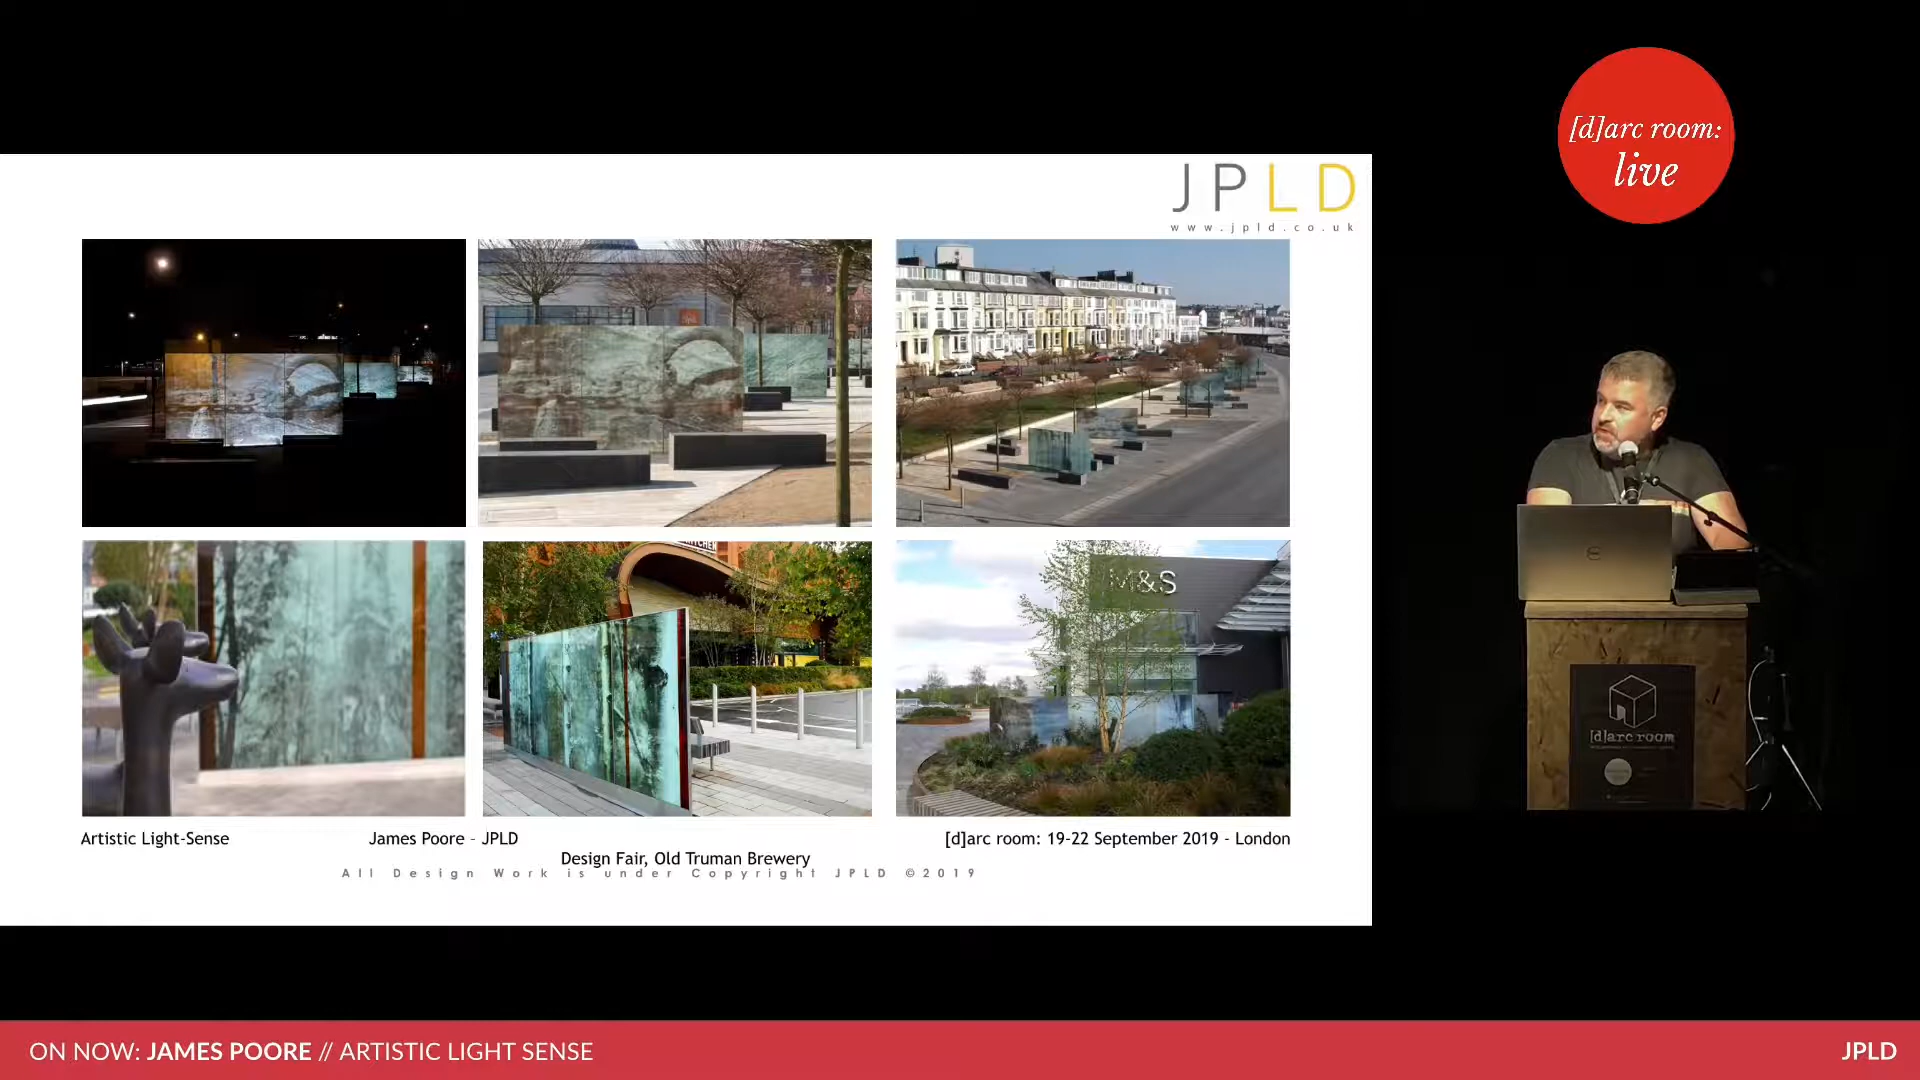 [d]arc room:
live
JPLD
www.jpld.co.uk
M&S
Artistic Light-Sense
James Poore - JPLD
[d]arc room: 19-22 September 2019 - London
Design Fair, Old Truman Brewery
All Design Work is under Copyright JPLD ©2019
[d]arc room
ON NOW: JAMES POORE // ARTISTIC LIGHT SENSE
JPLD